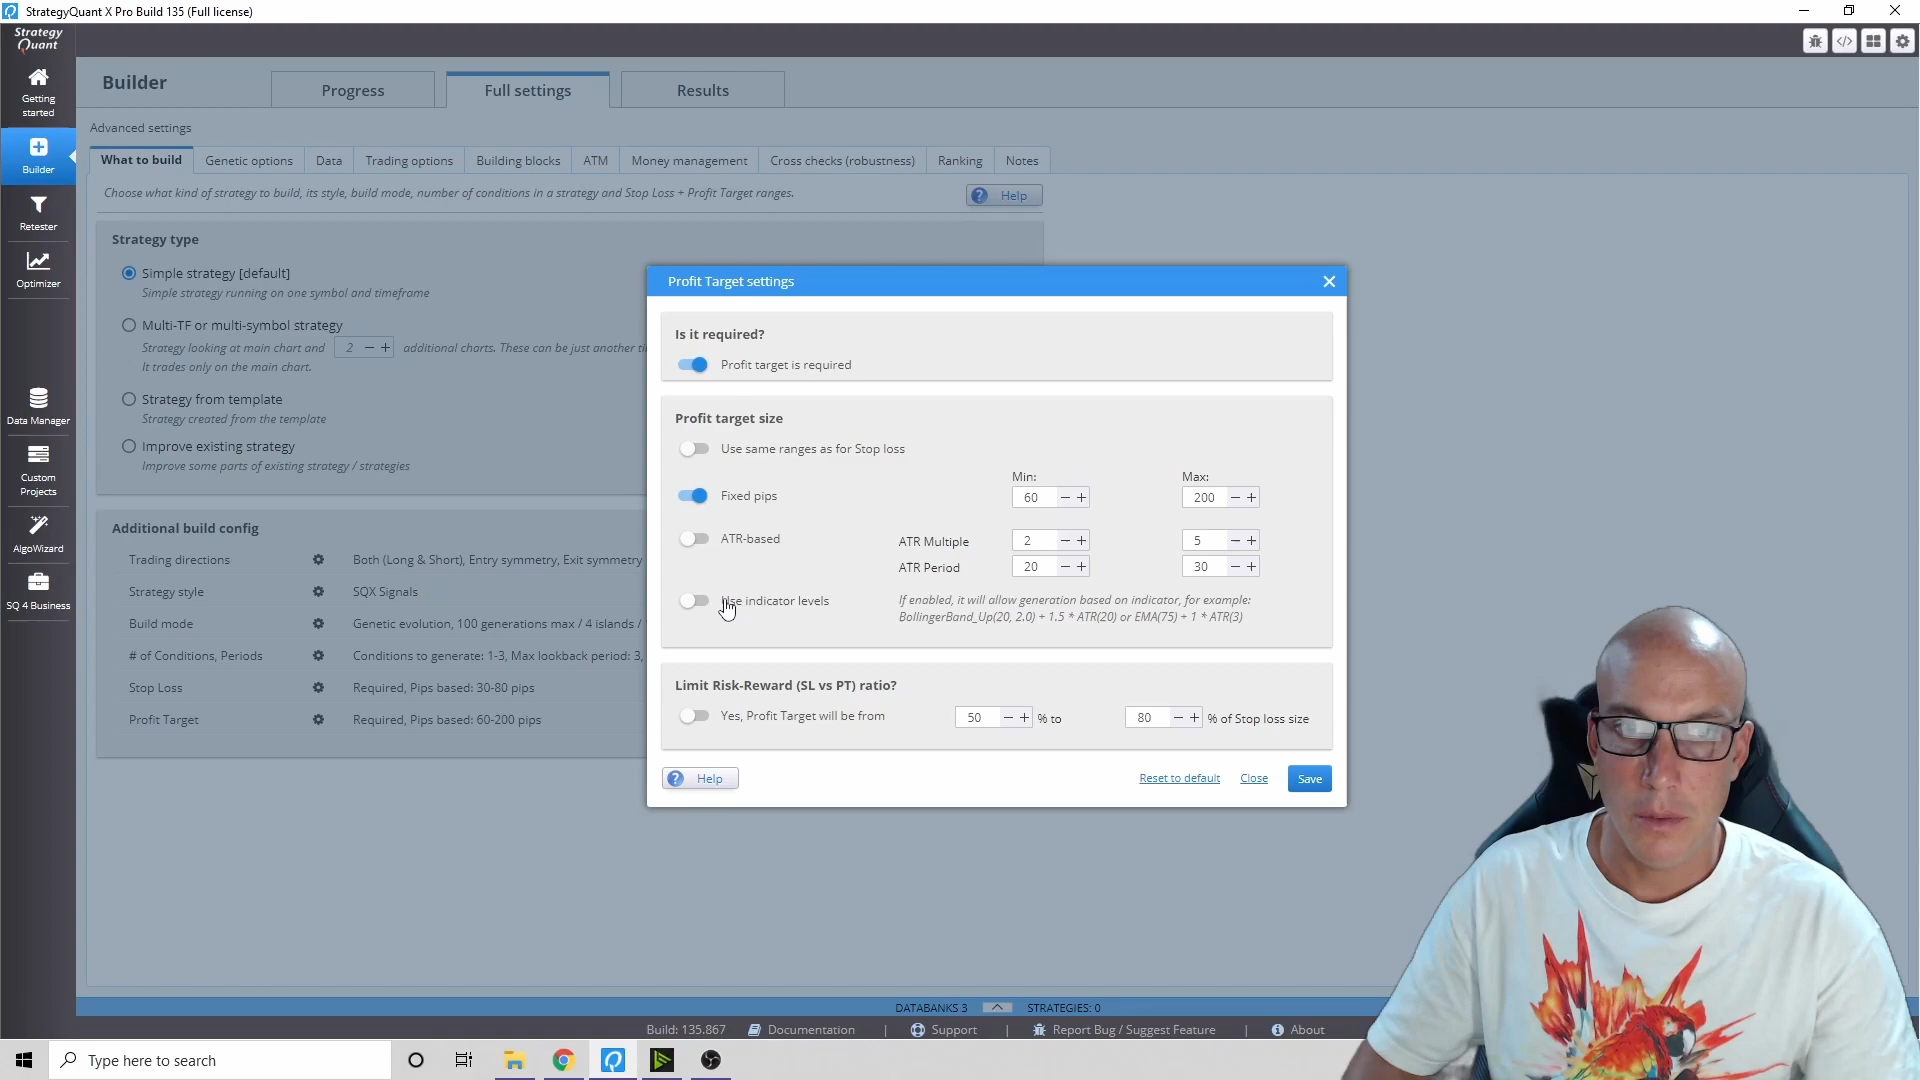 StrategyQuant X Pro Build 135 (Full license)
Strategy
Quant
Getting
started
Builder
Retester
Optimizer
Data Manager
Custom
Projects
AlgoWizard
SQ 4 Business
Builder
Progress
Full settings
Results
Advanced settings
What to build
Genetic options
Data
Trading options
Building blocks
ATM
Money management
Cross checks (robustness)
Ranking
Notes
Choose what kind of strategy to build, its style, build mode, number of conditions in a strategy and Stop Loss + Profit Target ranges.
Help
Strategy type
Simple strategy [default]
Simple strategy running on one symbol and timeframe
Multi-TF or multi-symbol strategy
Strategy looking at main chart and 2 additional charts. These can be just another
It trades only on the main chart.
Strategy from template
Strategy created from the template
Improve existing strategy
Improve some parts of existing strategy / strategies
Additional build config
Trading directions Both (Long & Short), Entry symmetry, Exit symmetry
Strategy style SQX Signals
Build mode Genetic evolution, 100 generations max / 4 islands /
# of Conditions, Periods Conditions to generate: 1-3, Max lookback period: 3,
Stop Loss Required, Pips based: 30-80 pips
Profit Target Required, Pips based: 60-200 pips
Profit Target settings
Is it required?
Profit target is required
Profit target size
Use same ranges as for Stop loss
Min: Max:
Fixed pips 60 200
ATR-based ATR Multiple 2 5
ATR Period 20 30
Use indicator levels
If enabled, it will allow generation based on indicator, for example:
BollingerBand_Up(20, 2.0) + 1.5 * ATR(20) or EMA(75) + 1 * ATR(3)
Limit Risk-Reward (SL vs PT) ratio?
Yes, Profit Target will be from 50 % to 80 % of Stop loss size
Help
Reset to default
Close
Save
DATABANKS 3 STRATEGIES: 0
Build: 135.867 Documentation | Support | Report Bug / Suggest Feature | About
Type here to search